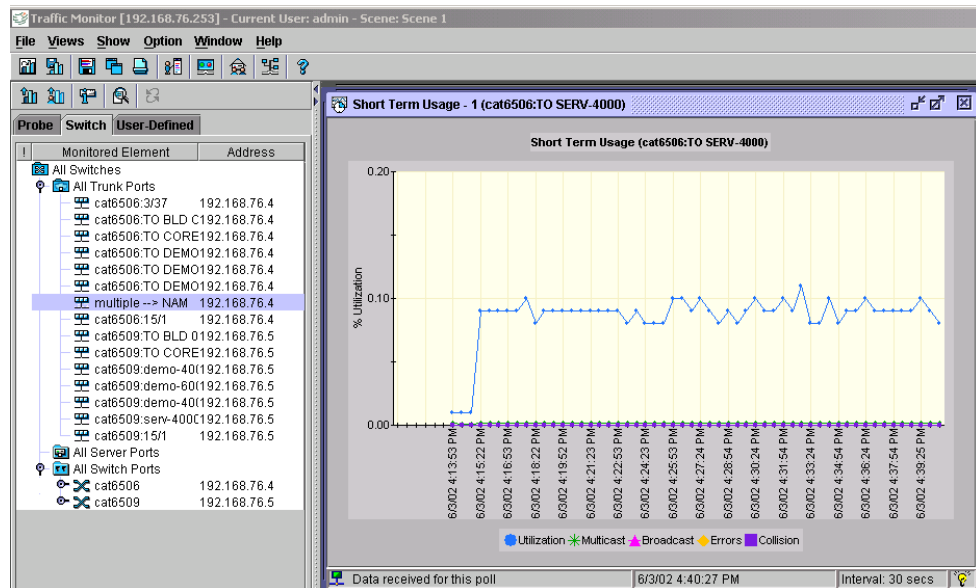 Traffic Monitor [192.168.76.253] - Current User: admin - Scene: Scene 1
File Views Show Option Window Help
Probe Switch User-Defined
! Monitored Element Address
All Switches
All Trunk Ports
cat6506:3/37 192.168.76.4
cat6506:TO BLD C 192.168.76.4
cat6506:TO CORE 192.168.76.4
cat6506:TO DEMO 192.168.76.4
cat6506:TO DEMO 192.168.76.4
cat6506:TO DEMO 192.168.76.4
multiple --> NAM 192.168.76.4
cat6506:15/1 192.168.76.4
cat6509:TO BLD 0 192.168.76.5
cat6509:TO CORE 192.168.76.5
cat6509:demo-40( 192.168.76.5
cat6509:demo-60( 192.168.76.5
cat6509:demo-40( 192.168.76.5
cat6509:serv-400C 192.168.76.5
cat6509:15/1 192.168.76.5
All Server Ports
All Switch Ports
cat6506 192.168.76.4
cat6509 192.168.76.5
Short Term Usage - 1 (cat6506:TO SERV-4000)
Short Term Usage (cat6506:TO SERV-4000)
% Utilization
0.20
0.10
0.00
6/3/02 4:13:53 PM
6/3/02 4:15:22 PM
6/3/02 4:16:53 PM
6/3/02 4:18:22 PM
6/3/02 4:19:52 PM
6/3/02 4:21:23 PM
6/3/02 4:22:53 PM
6/3/02 4:24:23 PM
6/3/02 4:25:53 PM
6/3/02 4:27:24 PM
6/3/02 4:28:54 PM
6/3/02 4:30:24 PM
6/3/02 4:31:54 PM
6/3/02 4:33:24 PM
6/3/02 4:34:54 PM
6/3/02 4:36:24 PM
6/3/02 4:37:54 PM
6/3/02 4:39:25 PM
Utilization Multicast Broadcast Errors Collision
Data received for this poll 6/3/02 4:40:27 PM Interval: 30 secs